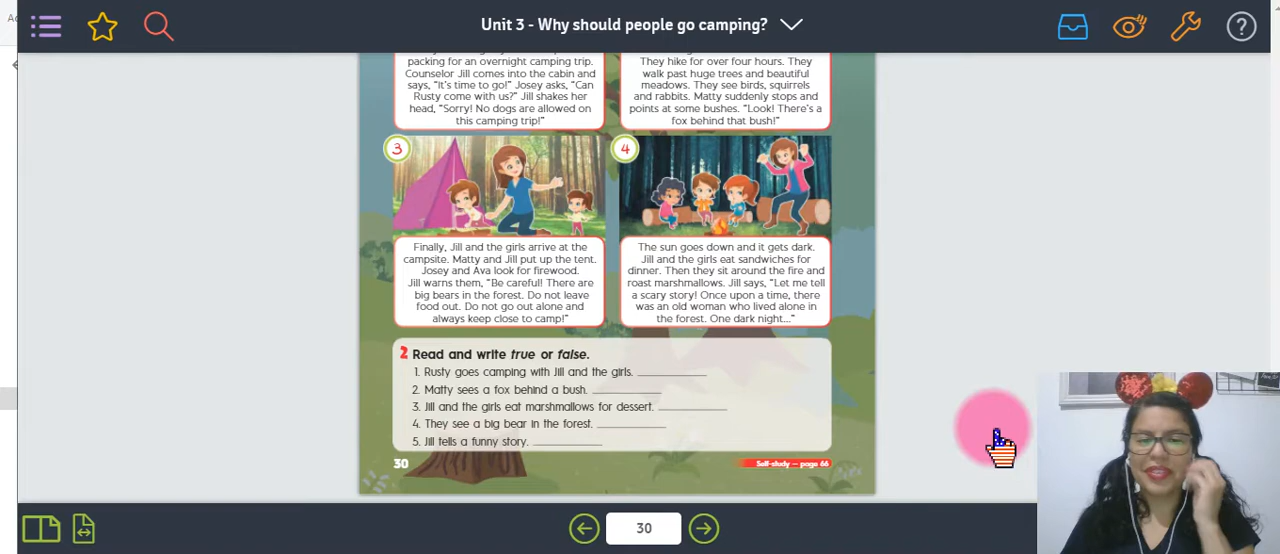 Unit 3 - Why should people go camping?
packing for an overnight camping trip.
Counselor Jill comes into the cabin and
says, "It's time to go!" Josey asks, "Can
Rusty come with us?" Jill shakes her
head, "Sorry! No dogs are allowed on
this camping trip!"
They hike for over four hours. They
walk past huge trees and beautiful
meadows. They see birds, squirrels
and rabbits. Matty suddenly stops and
points at some bushes. "Look! There's a
fox behind that bush!"
3
Finally, Jill and the girls arrive at the
campsite. Matty and Jill put up the tent.
Josey and Ava look for firewood.
Jill warns them, "Be careful! There are
big bears in the forest. Do not leave
food out. Do not go out alone and
always keep close to camp!"
4
The sun goes down and it gets dark.
Jill and the girls eat sandwiches for
dinner. Then they sit around the fire and
roast marshmallows. Jill says, "Let me tell
a scary story! Once upon a time, there
was an old woman who lived alone in
the forest. One dark night..."
2 Read and write true or false.
1. Rusty goes camping with Jill and the girls.
2. Matty sees a fox behind a bush.
3. Jill and the girls eat marshmallows for dessert.
4. They see a big bear in the forest.
5. Jill tells a funny story.
30
Self-study – page 66
30